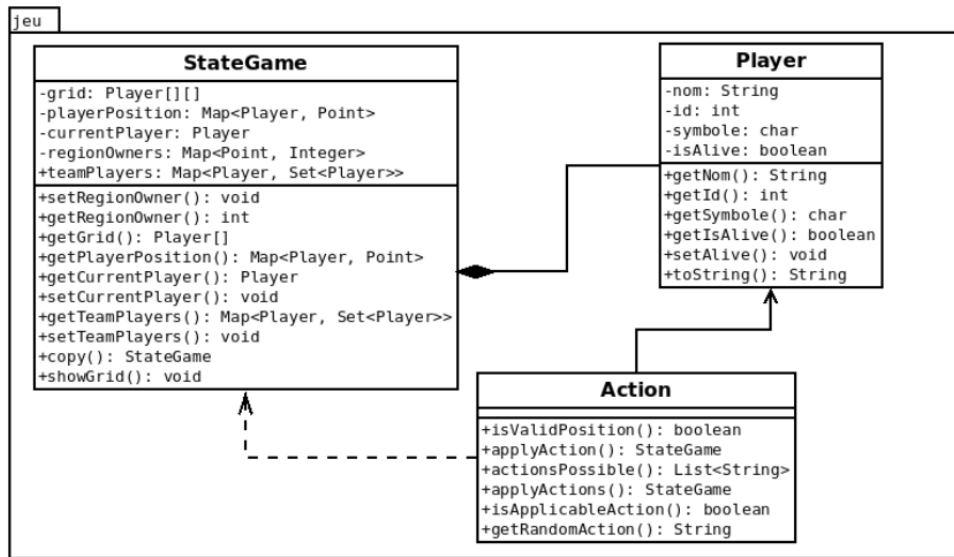 jeu
StateGame
-grid: Player[][]
-playerPosition: Map<Player, Point>
-currentPlayer: Player
-regionOwners: Map<Point, Integer>
+teamPlayers: Map<Player, Set<Player>>
+setRegionOwner(): void
+getRegionOwner(): int
+getGrid(): Player[]
+getPlayerPosition(): Map<Player, Point>
+getCurrentPlayer(): Player
+setCurrentPlayer(): void
+getTeamPlayers(): Map<Player, Set<Player>>
+setTeamPlayers(): void
+copy(): StateGame
+showGrid(): void
Player
-nom: String
-id: int
-symbole: char
-isAlive: boolean
+getNom(): String
+getId(): int
+getSymbole(): char
+getIsAlive(): boolean
+setAlive(): void
+toString(): String
Action
+isValidPosition(): boolean
+applyAction(): StateGame
+actionsPossible(): List<String>
+applyActions(): StateGame
+isApplicableAction(): boolean
+getRandomAction(): String